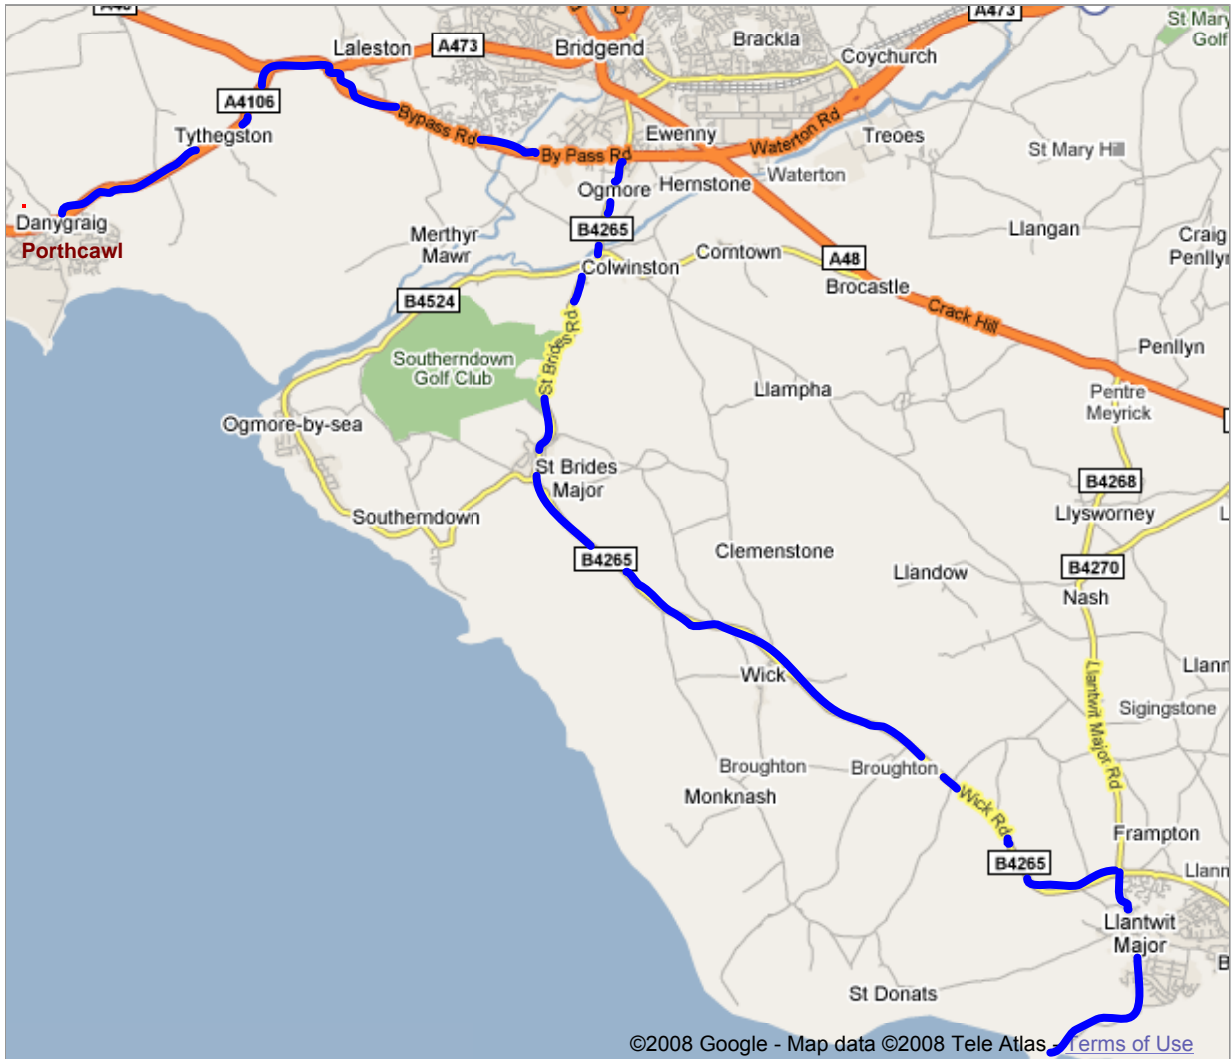 A473
St Mary
Golf
Laleston
A473
Bridgend
Brackla
Coychurch
A4106
Tythegston
Bypass Rd
By Pass Rd
Ewenny
Waterton Rd
Treoes
St Mary Hill
Ogmore
Hernstone
Waterton
Danygraig
Porthcawl
Merthyr
Mawr
B4265
Colwinston
Corntown
A48
Brocastle
Llangan
Craig
Penllyn
B4524
St Brides Rd
Crack Hill
Southerndown
Golf Club
Llampha
Penllyn
Pentre
Meyrick
Ogmore-by-sea
St Brides
Major
B4268
Llysworney
Southerndown
B4265
Clemenstone
Llandow
B4270
Nash
Wick
Llantwit Major Rd
Llann
Sigingstone
Broughton
Broughton
Monknash
Wick Rd
Frampton
B4265
Llann
Llantwit
Major
B
St Donats
©2008 Google - Map data ©2008 Tele Atlas - Terms of Use